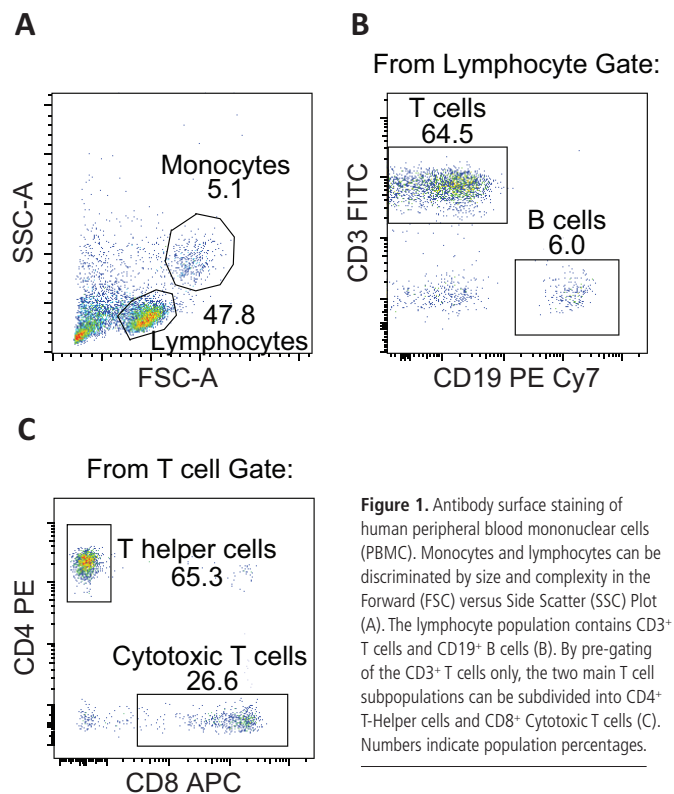 A
SSC-A
Monocytes
5.1
47.8
Lymphocytes
FSC-A
B
From Lymphocyte Gate:
CD3 FITC
T cells
64.5
B cells
6.0
CD19 PE Cy7
C
From T cell Gate:
CD4 PE
T helper cells
65.3
Cytotoxic T cells
26.6
CD8 APC
Figure 1. Antibody surface staining of
human peripheral blood mononuclear cells
(PBMC). Monocytes and lymphocytes can be
discriminated by size and complexity in the
Forward (FSC) versus Side Scatter (SSC) Plot
(A). The lymphocyte population contains CD3⁺
T cells and CD19⁺ B cells (B). By pre-gating
of the CD3⁺ T cells only, the two main T cell
subpopulations can be subdivided into CD4⁺
T-Helper cells and CD8⁺ Cytotoxic T cells (C).
Numbers indicate population percentages.